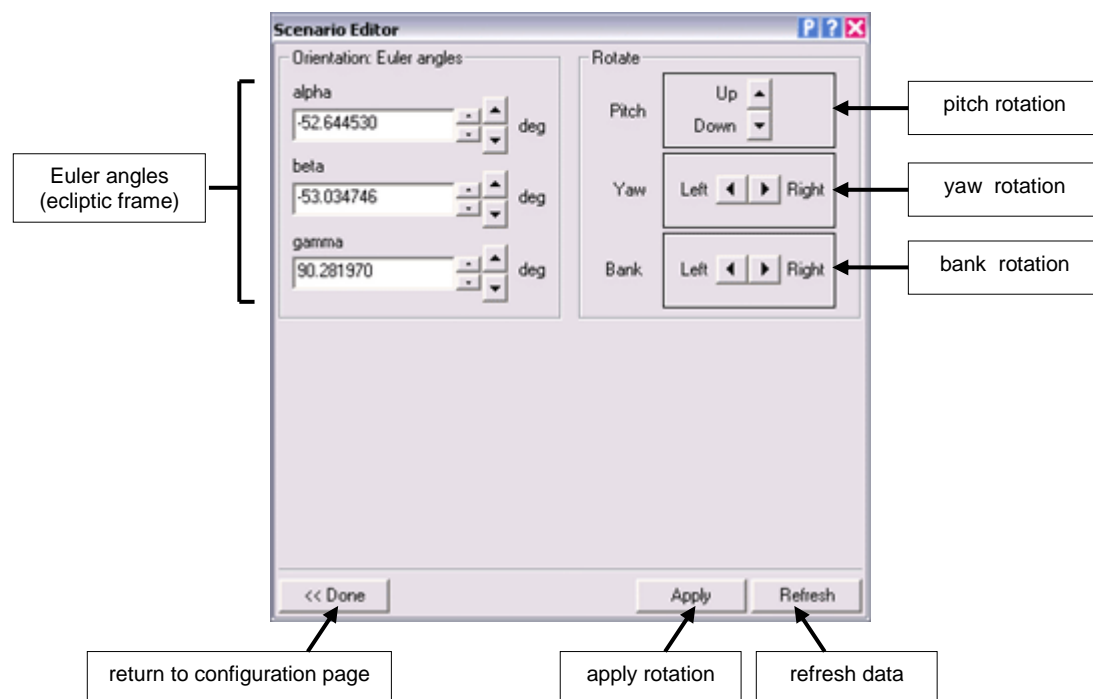 Scenario Editor
P ? X
Orientation: Euler angles
alpha
-52.644530
deg
beta
-53.034746
deg
gamma
90.281970
deg
Rotate
Pitch
Up
Down
Yaw
Left
Right
Bank
Left
Right
Euler angles
(ecliptic frame)
pitch rotation
yaw rotation
bank rotation
<< Done
Apply
Refresh
return to configuration page
apply rotation
refresh data